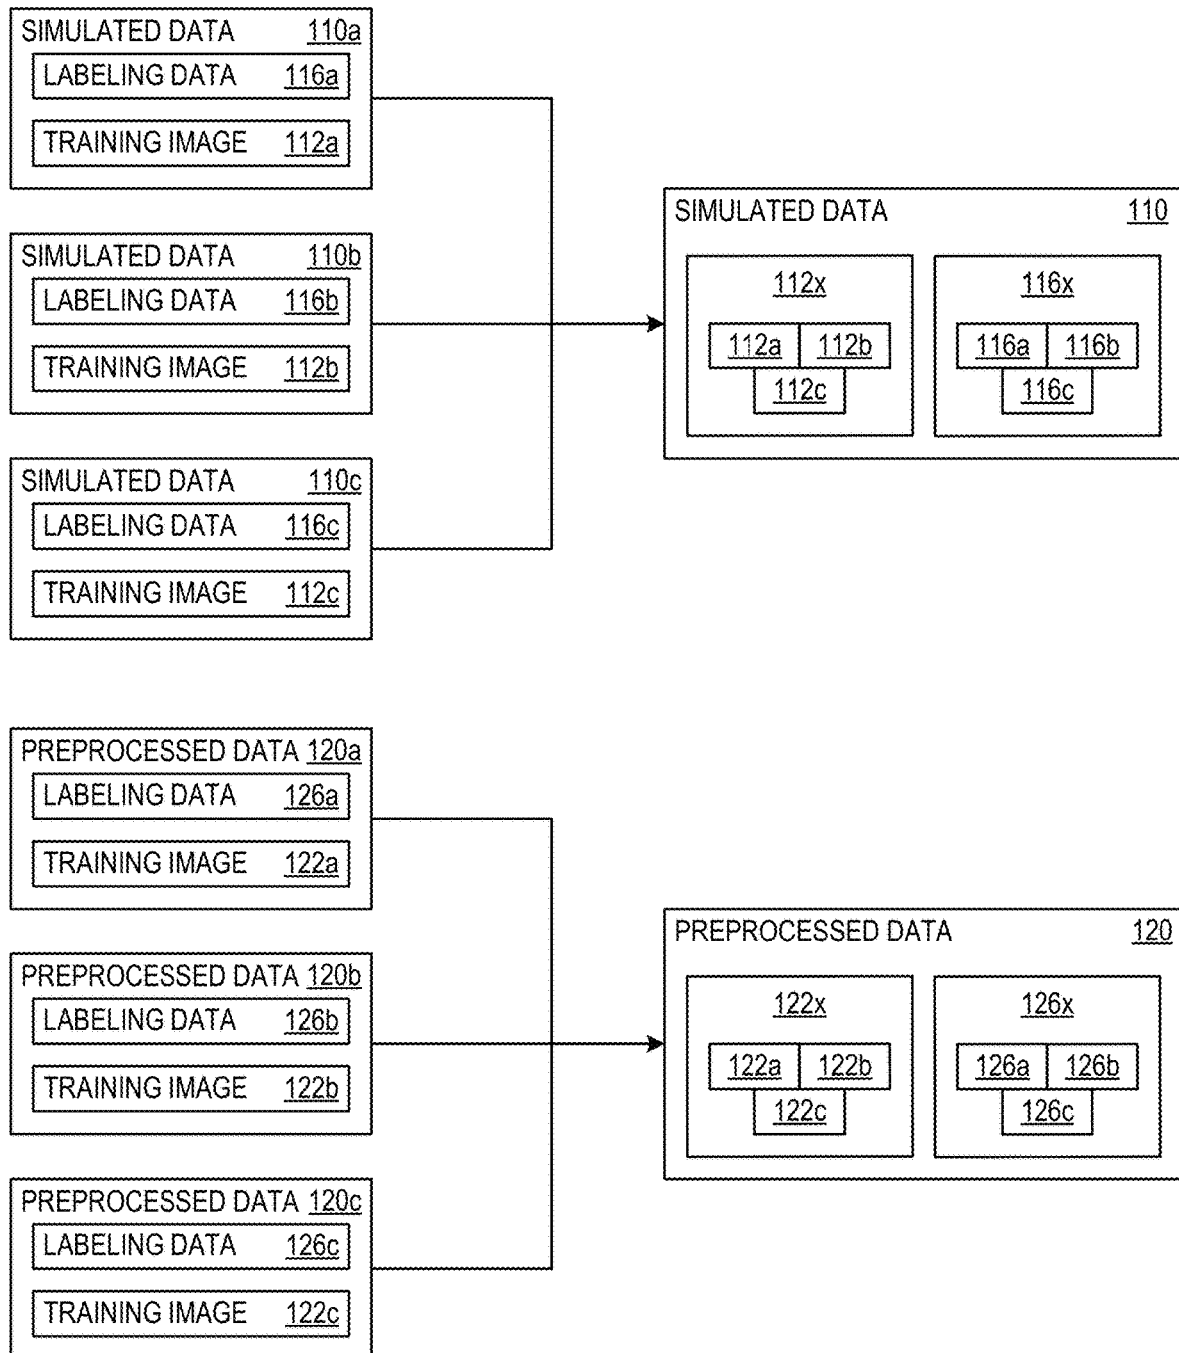 SIMULATED DATA 110a
LABELING DATA 116a
TRAINING IMAGE 112a
SIMULATED DATA 110b
LABELING DATA 116b
TRAINING IMAGE 112b
SIMULATED DATA 110c
LABELING DATA 116c
TRAINING IMAGE 112c
SIMULATED DATA 110
112x 116x
112a 112b 116a 116b
112c 116c
PREPROCESSED DATA 120a
LABELING DATA 126a
TRAINING IMAGE 122a
PREPROCESSED DATA 120b
LABELING DATA 126b
TRAINING IMAGE 122b
PREPROCESSED DATA 120c
LABELING DATA 126c
TRAINING IMAGE 122c
PREPROCESSED DATA 120
122x 126x
122a 122b 126a 126b
122c 126c